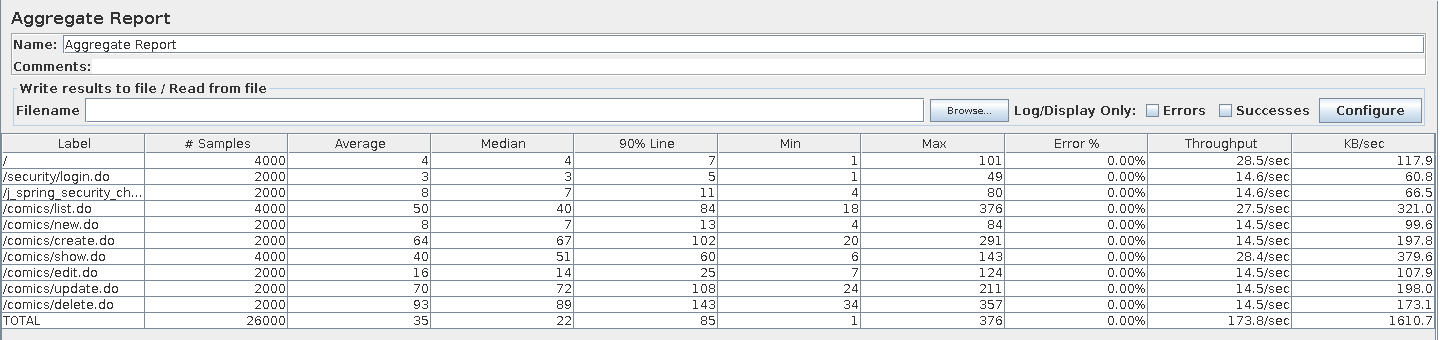 Aggregate Report
Name: Aggregate Report
Comments:
Write results to file / Read from file
Filename Browse... Log/Display Only: Errors Successes Configure
Label # Samples Average Median 90% Line Min Max Error % Throughput KB/sec
/ 4000 4 4 7 1 101 0.00% 28.5/sec 117.9
/security/login.do 2000 3 3 5 1 49 0.00% 14.6/sec 60.8
/j_spring_security_ch... 2000 8 7 11 4 80 0.00% 14.6/sec 66.5
/comics/list.do 4000 50 40 84 18 376 0.00% 27.5/sec 321.0
/comics/new.do 2000 8 7 13 4 84 0.00% 14.5/sec 99.6
/comics/create.do 2000 64 67 102 20 291 0.00% 14.5/sec 197.8
/comics/show.do 4000 40 51 60 6 143 0.00% 28.4/sec 379.6
/comics/edit.do 2000 16 14 25 7 124 0.00% 14.5/sec 107.9
/comics/update.do 2000 70 72 108 24 211 0.00% 14.5/sec 198.0
/comics/delete.do 2000 93 89 143 34 357 0.00% 14.5/sec 173.1
TOTAL 26000 35 22 85 1 376 0.00% 173.8/sec 1610.7